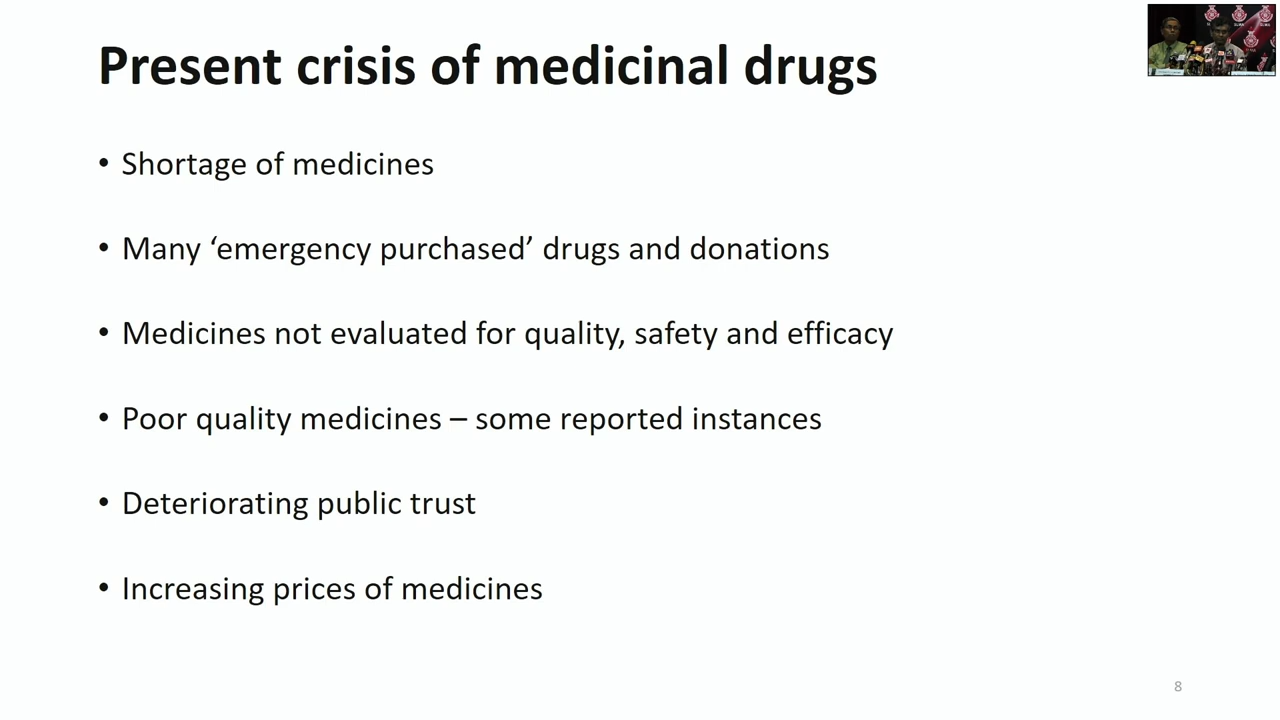 Present crisis of medicinal drugs
• Shortage of medicines
• Many ‘emergency purchased’ drugs and donations
• Medicines not evaluated for quality, safety and efficacy
• Poor quality medicines – some reported instances
• Deteriorating public trust
• Increasing prices of medicines
8